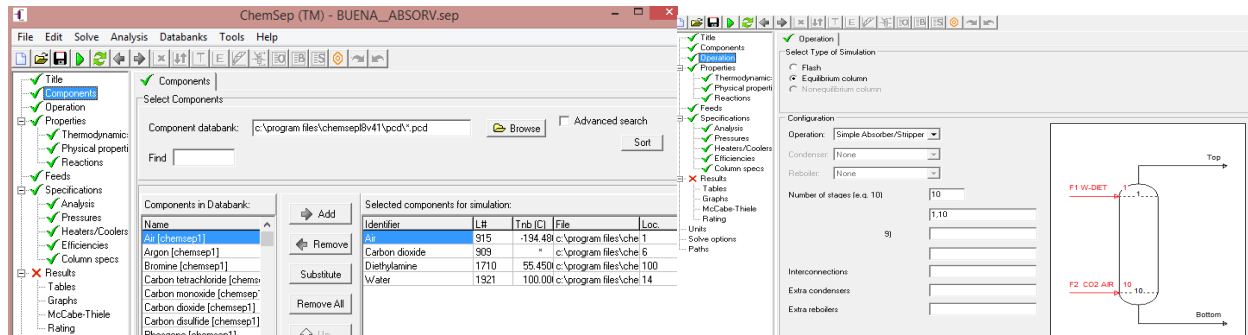 ChemSep (TM) - BUENA__ABSORV.sep
File Edit Solve Analysis Databanks Tools Help
Title
Components
Operation
Properties
Thermodynamic:
Physical properti
Reactions
Feeds
Specifications
Analysis
Pressures
Heaters/Coolers
Efficiencies
Column specs
Results
Tables
Graphs
McCabe-Thiele
Rating
Components
Select Components
Component databank: c:\program files\chemsepl8v41\pcd\*.pcd Browse Advanced search
Sort
Find
Components in Databank:
Name
Air [chemsep1]
Argon [chemsep1]
Bromine [chemsep1]
Carbon tetrachloride [chems
Carbon monoxide [chemsep
Carbon dioxide [chemsep1]
Carbon disulfide [chemsep1]
Phosgene [chemsep1]
Add
Remove
Substitute
Remove All
Up
Selected components for simulation:
Identifier L# Tnb (C) File Loc.
Air 915 -194.48( c:\program files\che 1
Carbon dioxide 909 * c:\program files\che 6
Diethylamine 1710 55.450( c:\program files\che 100
Water 1921 100.00( c:\program files\che 14
Title
Components
Operation
Properties
Thermodynamic:
Physical properti
Reactions
Feeds
Specifications
Analysis
Pressures
Heaters/Coolers
Efficiencies
Column specs
Results
Tables
Graphs
McCabe-Thiele
Rating
Units
Solve options
Paths
Operation
Select Type of Simulation
Flash
Equilibrium column
Nonequilibrium column
Configuration
Operation: Simple Absorber/Stripper
Condenser: None
Reboiler: None
Number of stages (e.g. 10) 10
1,10
9)
Interconnections
Extra condensers
Extra reboilers
Top
F1 W-DET 1
1
F2 CO2 AIR 10
10
Bottom